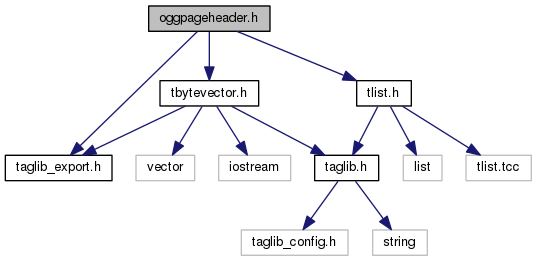 oggpageheader.h
tbytevector.h
tlist.h
taglib_export.h
vector
iostream
taglib.h
list
tlist.tcc
taglib_config.h
string